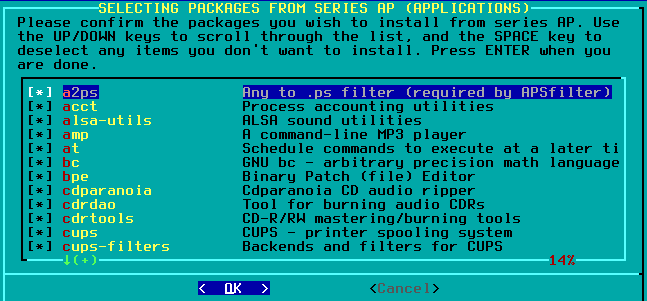 SELECTING PACKAGES FROM SERIES AP (APPLICATIONS)
Please confirm the packages you wish to install from series AP. Use
the UP/DOWN keys to scroll through the list, and the SPACE key to
deselect any items you don't want to install. Press ENTER when you
are done.
[*] a2ps Any to .ps filter (required by APSfilter)
[*] acct Process accounting utilities
[*] alsa-utils ALSA sound utilities
[*] amp A command-line MP3 player
[*] at Schedule commands to execute at a later ti
[*] bc GNU bc - arbitrary precision math language
[*] bpe Binary Patch (file) Editor
[*] cdparanoia Cdparanoia CD audio ripper
[*] cdrdao Tool for burning audio CDRs
[*] cdrtools CD-R/RW mastering/burning tools
[*] cups CUPS - printer spooling system
[*] cups-filters Backends and filters for CUPS
↓(+) 14%
< OK > <Cancel>